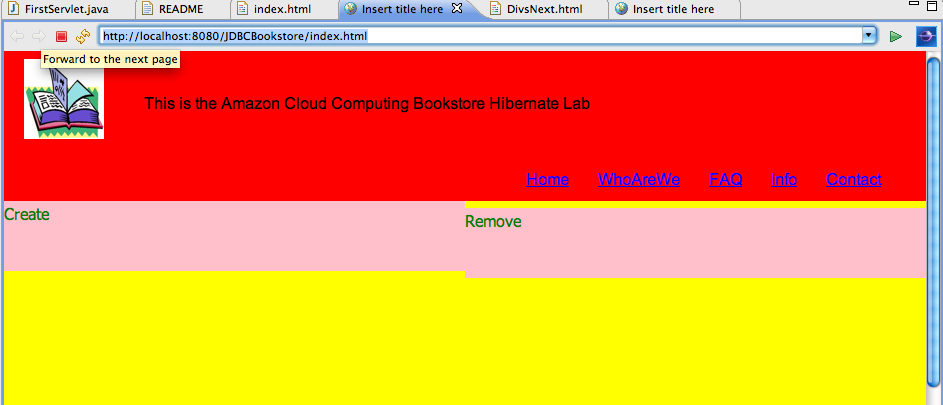 FirstServlet.java README index.html Insert title here DivsNext.html Insert title here
http://localhost:8080/JDBCBookstore/index.html
Forward to the next page
This is the Amazon Cloud Computing Bookstore Hibernate Lab
Home WhoAreWe FAQ Info Contact
Create
Remove